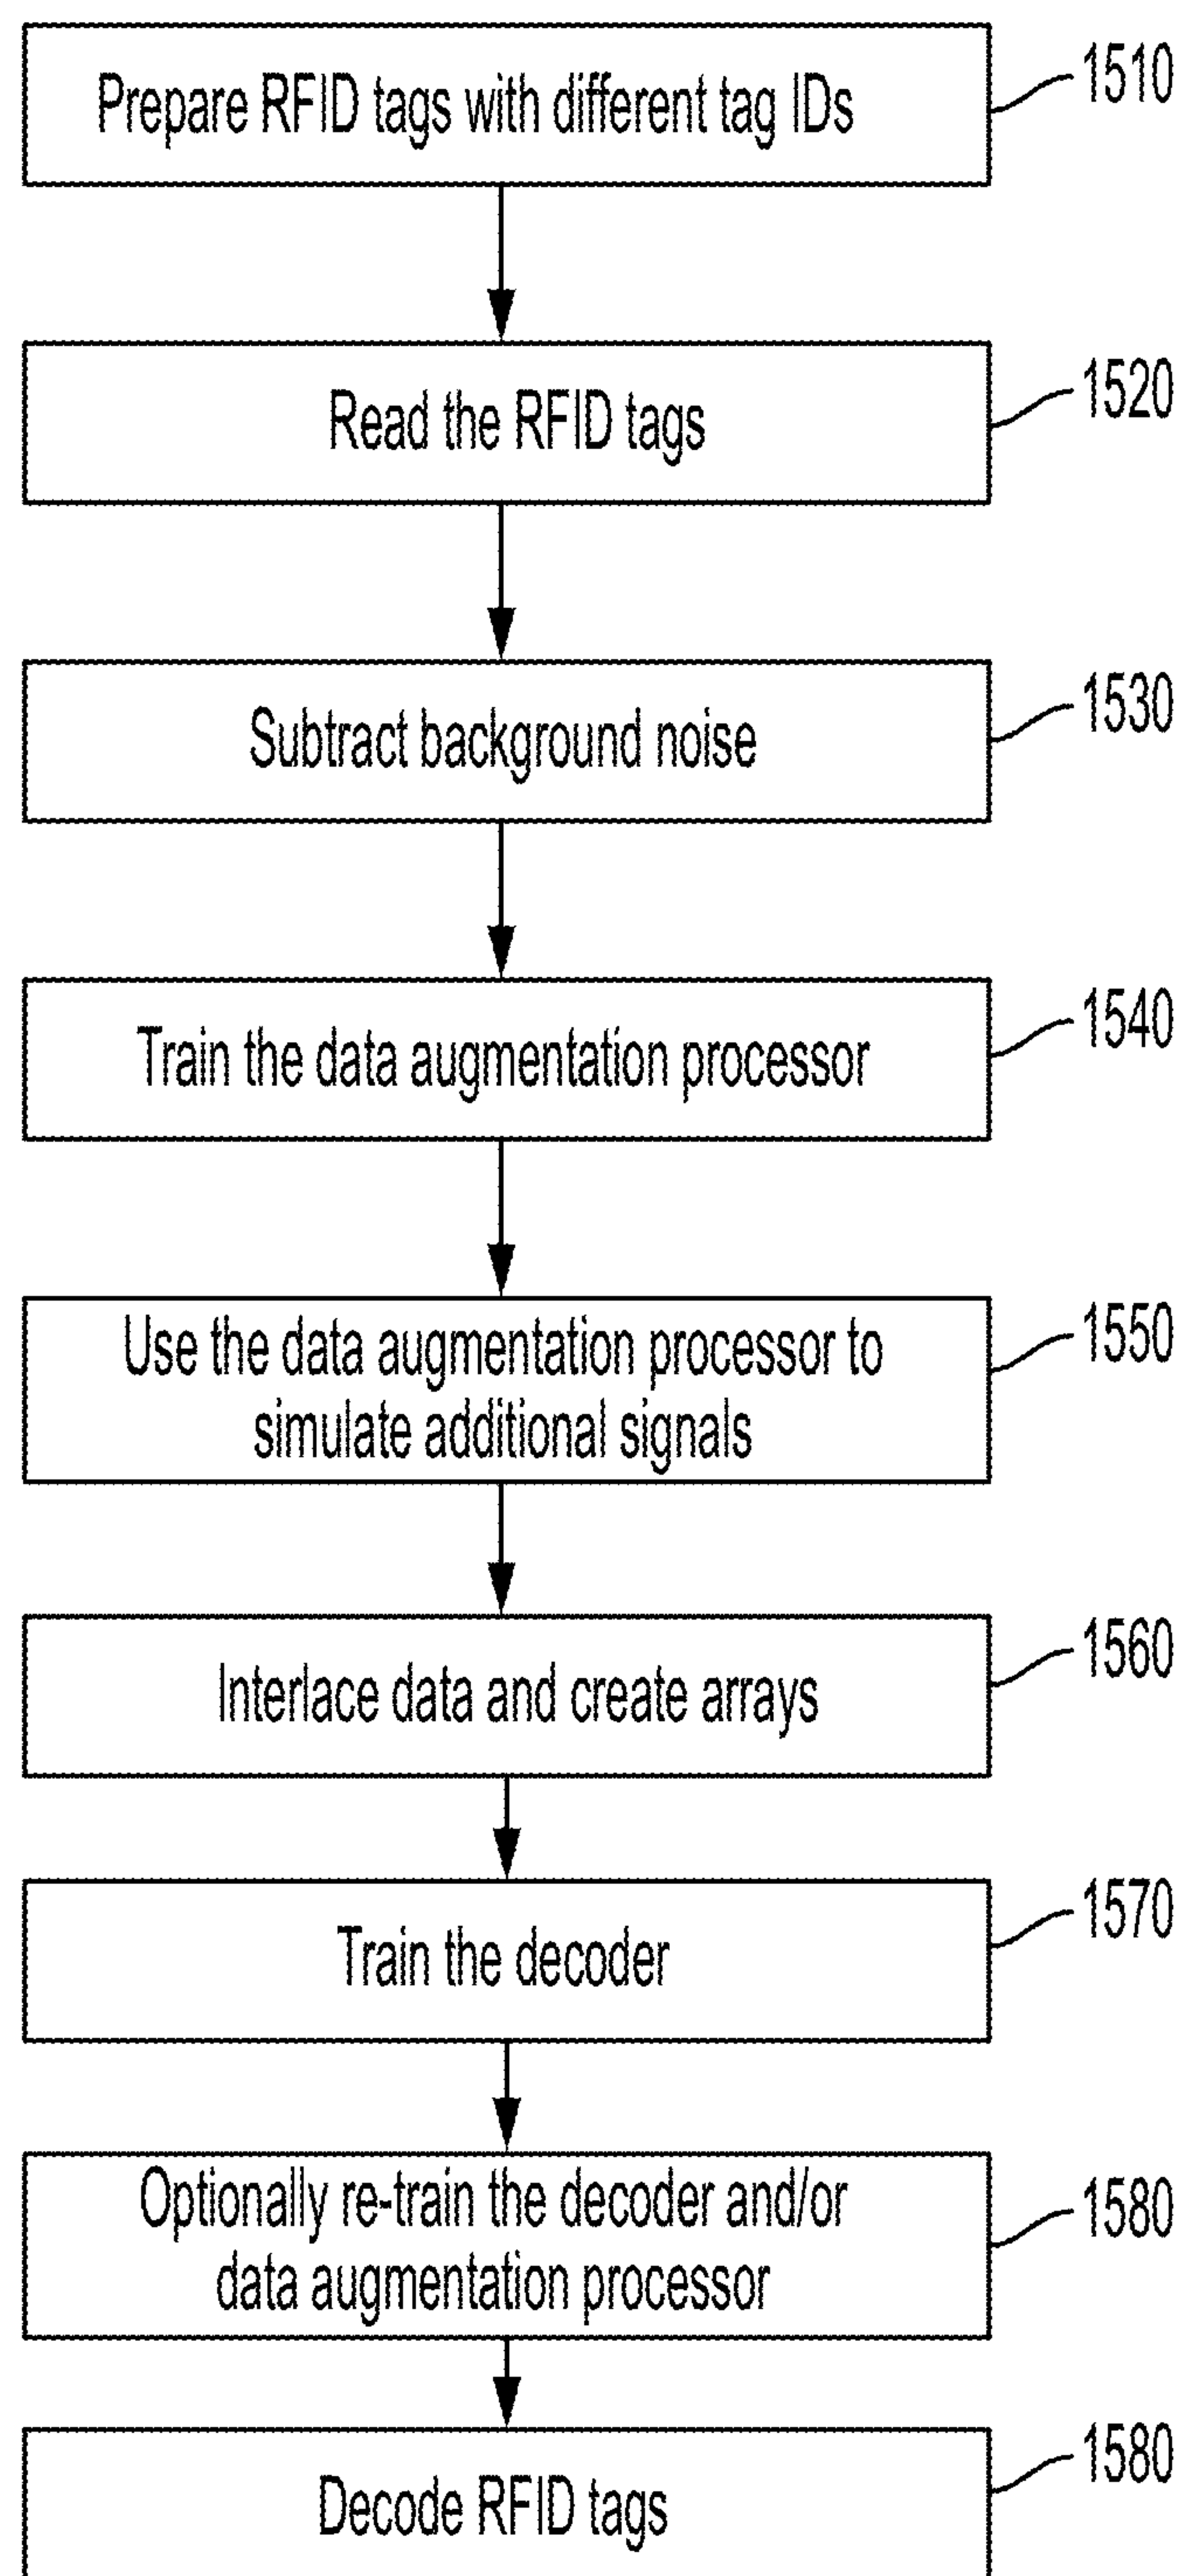 Prepare RFID tags with different tag IDs
1510
Read the RFID tags
1520
Subtract background noise
1530
Train the data augmentation processor
1540
Use the data augmentation processor to
simulate additional signals
1550
Interlace data and create arrays
1560
Train the decoder
1570
Optionally re-train the decoder and/or
data augmentation processor
1580
Decode RFID tags
1580